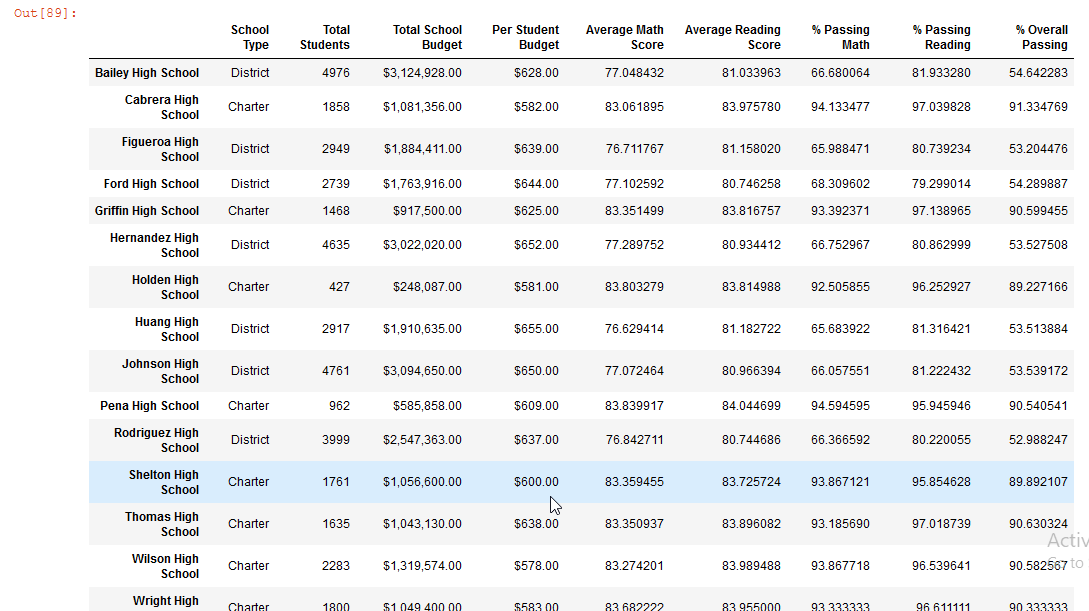 Out[89]:
School Type Total Students Total School Budget Per Student Budget Average Math Score Average Reading Score % Passing Math % Passing Reading % Overall Passing
Bailey High School District 4976 $3,124,928.00 $628.00 77.048432 81.033963 66.680064 81.933280 54.642283
Cabrera High School Charter 1858 $1,081,356.00 $582.00 83.061895 83.975780 94.133477 97.039828 91.334769
Figueroa High School District 2949 $1,884,411.00 $639.00 76.711767 81.158020 65.988471 80.739234 53.204476
Ford High School District 2739 $1,763,916.00 $644.00 77.102592 80.746258 68.309602 79.299014 54.289887
Griffin High School Charter 1468 $917,500.00 $625.00 83.351499 83.816757 93.392371 97.138965 90.599455
Hernandez High School District 4635 $3,022,020.00 $652.00 77.289752 80.934412 66.752967 80.862999 53.527508
Holden High School Charter 427 $248,087.00 $581.00 83.803279 83.814988 92.505855 96.252927 89.227166
Huang High School District 2917 $1,910,635.00 $655.00 76.629414 81.182722 65.683922 81.316421 53.513884
Johnson High School District 4761 $3,094,650.00 $650.00 77.072464 80.966394 66.057551 81.222432 53.539172
Pena High School Charter 962 $585,858.00 $609.00 83.839917 84.044699 94.594595 95.945946 90.540541
Rodriguez High School District 3999 $2,547,363.00 $637.00 76.842711 80.744686 66.366592 80.220055 52.988247
Shelton High School Charter 1761 $1,056,600.00 $600.00 83.359455 83.725724 93.867121 95.854628 89.892107
Thomas High School Charter 1635 $1,043,130.00 $638.00 83.350937 83.896082 93.185690 97.018739 90.630324
Activ
Wilson High School Charter 2283 $1,319,574.00 $578.00 83.274201 83.989488 93.867718 96.539641 90.582567
to
Wright High Charter 1800 $1,049,400.00 $583.00 83.682222 83.955000 93.333333 96.611111 90.333333